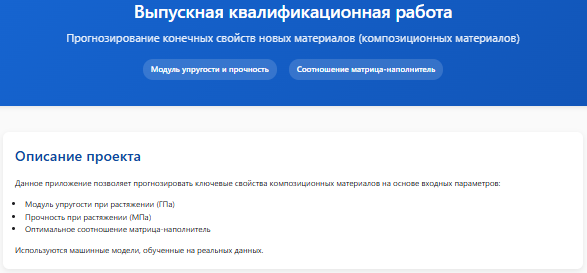 Выпускная квалификационная работа
Прогнозирование конечных свойств новых материалов (композиционных материалов)
Модуль упругости и прочность
Соотношение матрица-наполнитель
Описание проекта
Данное приложение позволяет прогнозировать ключевые свойства композиционных материалов на основе входных параметров:
• Модуль упругости при растяжении (ГПа)
• Прочность при растяжении (МПа)
• Оптимальное соотношение матрица-наполнитель
Используются машинные модели, обученные на реальных данных.